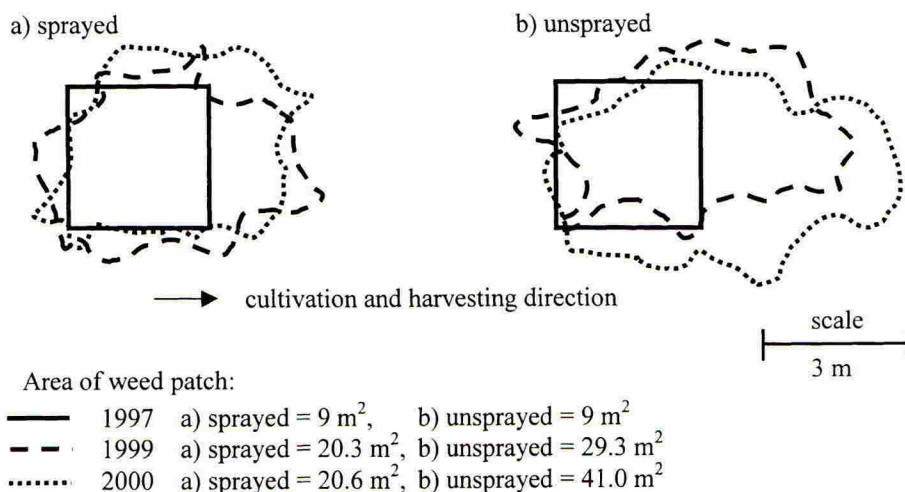 a) sprayed
b) unsprayed
cultivation and harvesting direction
scale
3 m
Area of weed patch:
1997 a) sprayed = 9 m², b) unsprayed = 9 m²
1999 a) sprayed = 20.3 m², b) unsprayed = 29.3 m²
2000 a) sprayed = 20.6 m², b) unsprayed = 41.0 m²